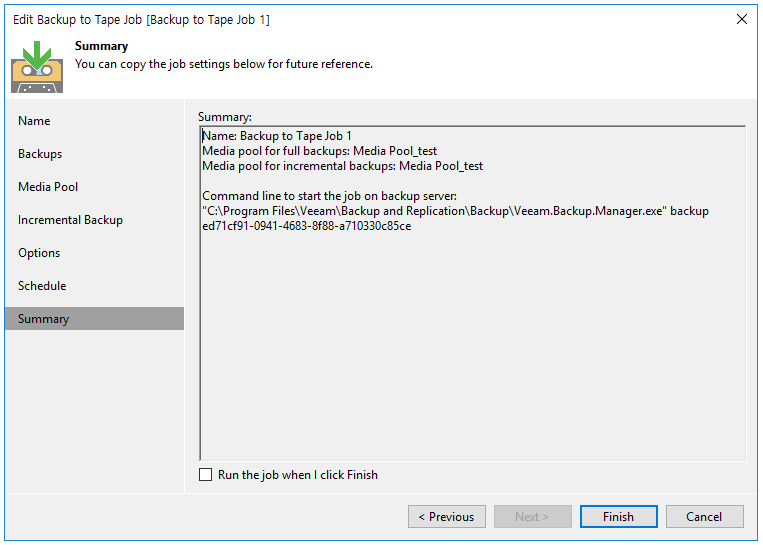 Edit Backup to Tape Job [Backup to Tape Job 1]
Summary
You can copy the job settings below for future reference.
Name
Backups
Media Pool
Incremental Backup
Options
Schedule
Summary
Summary:
Name: Backup to Tape Job 1
Media pool for full backups: Media Pool_test
Media pool for incremental backups: Media Pool_test
Command line to start the job on backup server:
"C:\Program Files\Veeam\Backup and Replication\Backup\Veeam.Backup.Manager.exe" backup
ed71cf91-0941-4683-8f88-a710330c85ce
Run the job when I click Finish
< Previous
Next >
Finish
Cancel